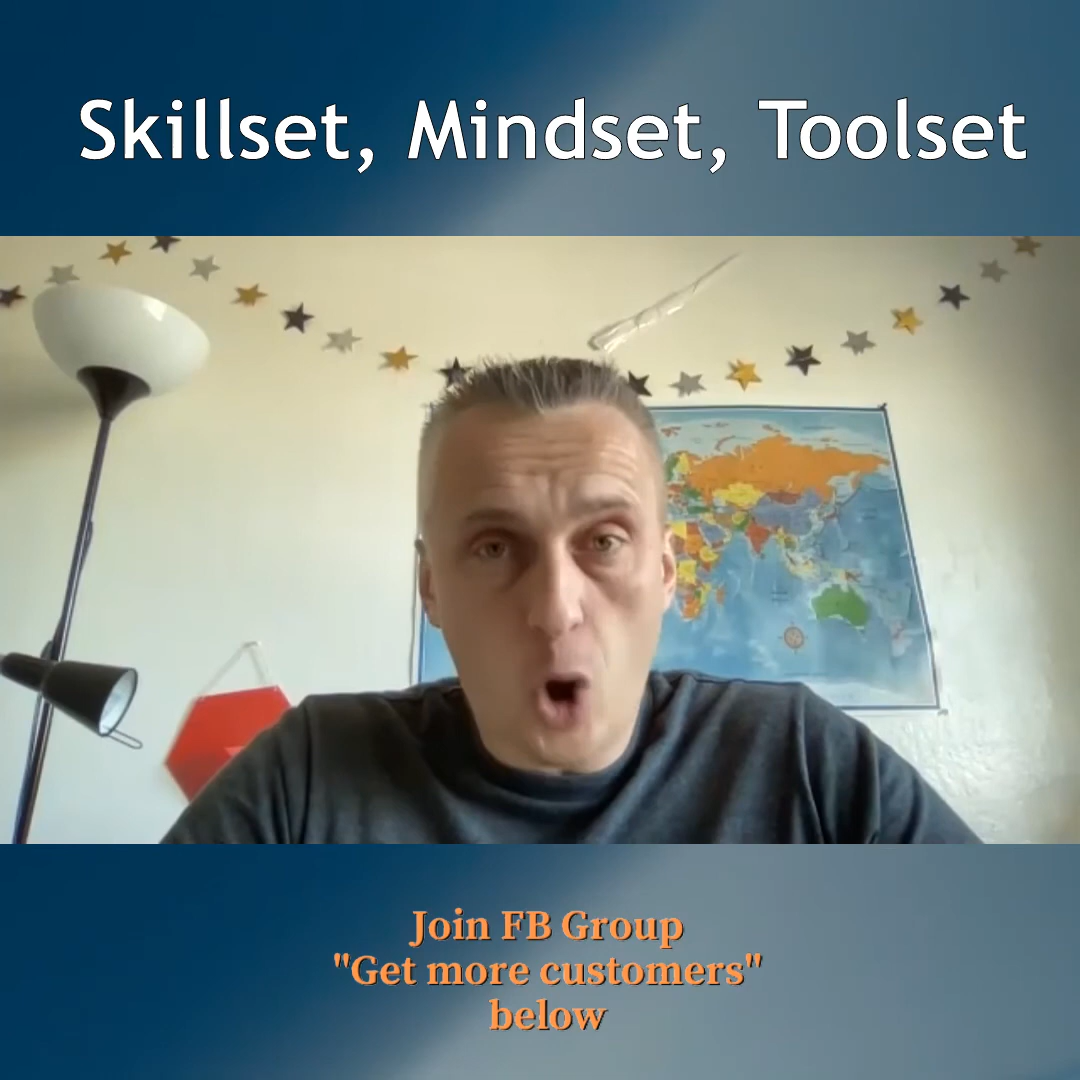 Skillset, Mindset, Toolset
Join FB Group
"Get more customers"
below